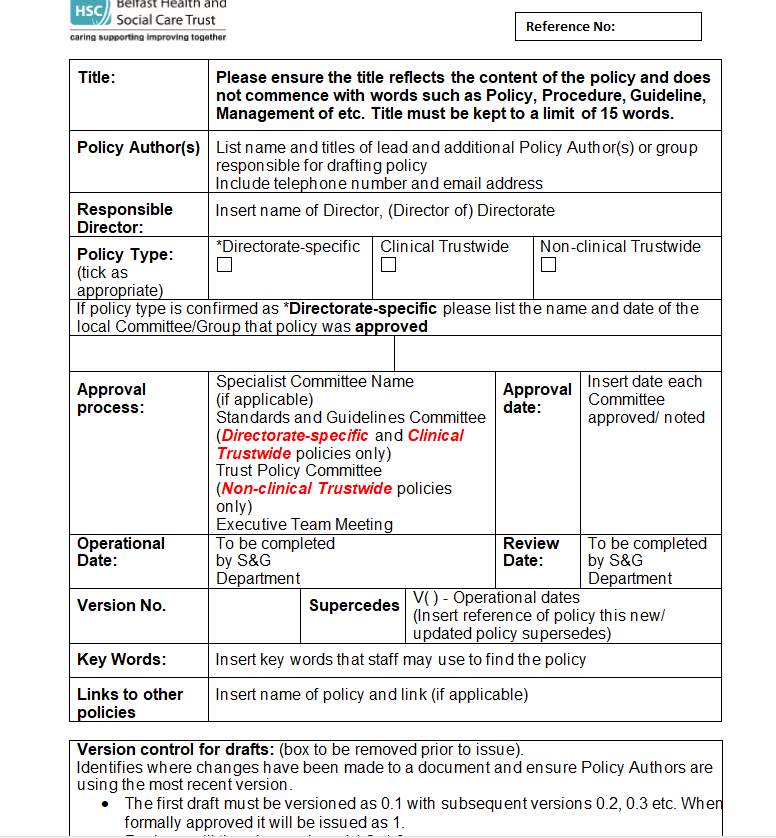 HSC Belfast Health and
Social Care Trust
caring supporting improving together
Reference No:
Title:
Please ensure the title reflects the content of the policy and does
not commence with words such as Policy, Procedure, Guideline,
Management of etc. Title must be kept to a limit of 15 words.
Policy Author(s)
List name and titles of lead and additional Policy Author(s) or group
responsible for drafting policy
Include telephone number and email address
Responsible
Director:
Insert name of Director, (Director of) Directorate
Policy Type:
(tick as
appropriate)
*Directorate-specific
Clinical Trustwide
Non-clinical Trustwide
If policy type is confirmed as *Directorate-specific please list the name and date of the
local Committee/Group that policy was approved
Approval
process:
Specialist Committee Name
(if applicable)
Standards and Guidelines Committee
(Directorate-specific and Clinical
Trustwide policies only)
Trust Policy Committee
(Non-clinical Trustwide policies
only)
Executive Team Meeting
Approval
date:
Insert date each
Committee
approved/ noted
Operational
Date:
To be completed
by S&G
Department
Review
Date:
To be completed
by S&G
Department
Version No.
Supercedes
V( ) - Operational dates
(Insert reference of policy this new/
updated policy supersedes)
Key Words:
Insert key words that staff may use to find the policy
Links to other
policies
Insert name of policy and link (if applicable)
Version control for drafts: (box to be removed prior to issue).
Identifies where changes have been made to a document and ensure Policy Authors are
using the most recent version.
• The first draft must be versioned as 0.1 with subsequent versions 0.2, 0.3 etc. When
formally approved it will be issued as 1.